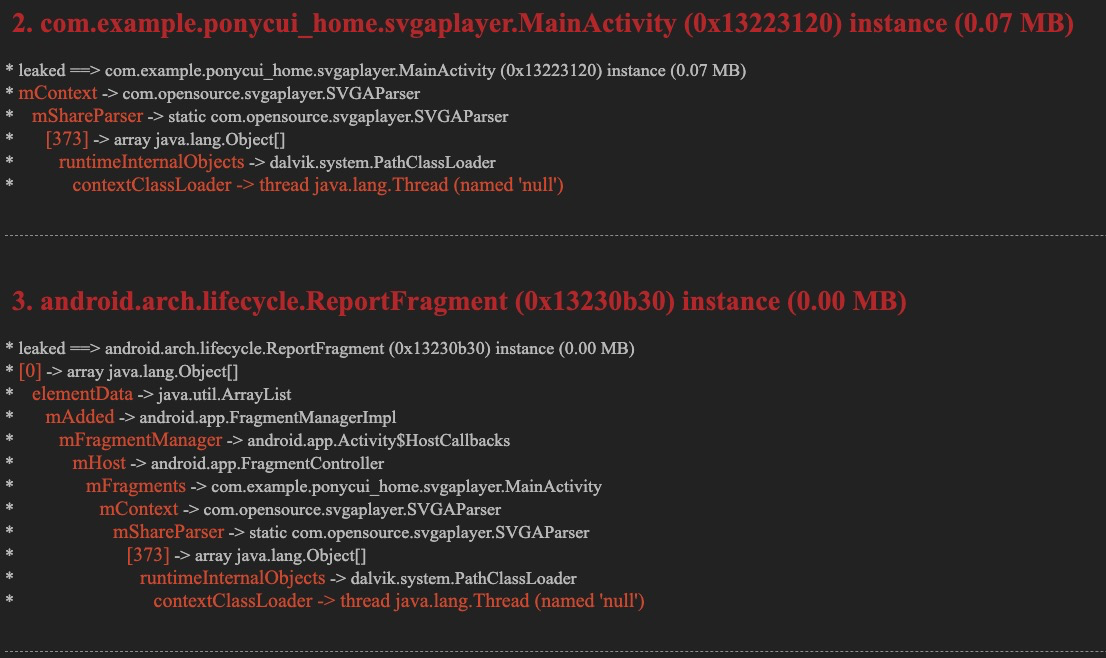 2. com.example.ponycui_home.svgaplayer.MainActivity (0x13223120) instance (0.07 MB)
* leaked ==> com.example.ponycui_home.svgaplayer.MainActivity (0x13223120) instance (0.07 MB)
* mContext -> com.opensource.svgaplayer.SVGAParser
* mShareParser -> static com.opensource.svgaplayer.SVGAParser
* [373] -> array java.lang.Object[]
* runtimeInternalObjects -> dalvik.system.PathClassLoader
* contextClassLoader -> thread java.lang.Thread (named 'null')
3. android.arch.lifecycle.ReportFragment (0x13230b30) instance (0.00 MB)
* leaked ==> android.arch.lifecycle.ReportFragment (0x13230b30) instance (0.00 MB)
* [0] -> array java.lang.Object[]
* elementData -> java.util.ArrayList
* mAdded -> android.app.FragmentManagerImpl
* mFragmentManager -> android.app.Activity$HostCallbacks
* mHost -> android.app.FragmentController
* mFragments -> com.example.ponycui_home.svgaplayer.MainActivity
* mContext -> com.opensource.svgaplayer.SVGAParser
* mShareParser -> static com.opensource.svgaplayer.SVGAParser
* [373] -> array java.lang.Object[]
* runtimeInternalObjects -> dalvik.system.PathClassLoader
* contextClassLoader -> thread java.lang.Thread (named 'null')